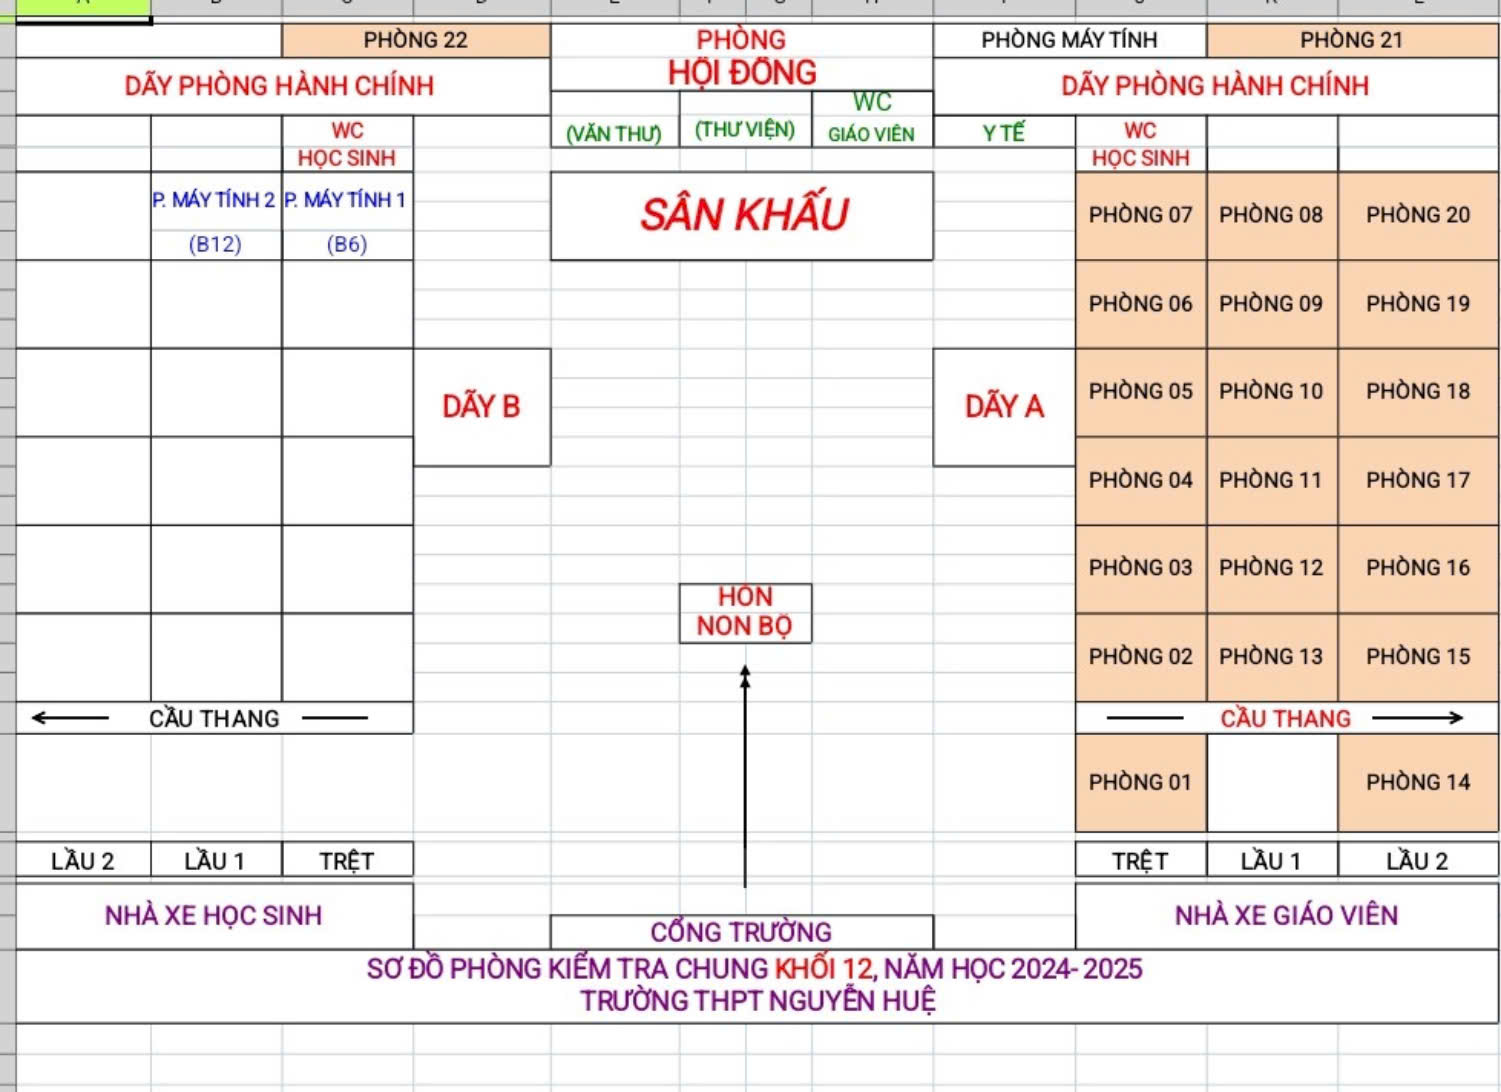 PHÒNG 22
PHÒNG
HỘI ĐỒNG
PHÒNG MÁY TÍNH
PHÒNG 21
DÃY PHÒNG HÀNH CHÍNH
DÃY PHÒNG HÀNH CHÍNH
WC
HỌC SINH
(VĂN THƯ)
(THƯ VIỆN)
WC
GIÁO VIÊN
Y TẾ
WC
HỌC SINH
P. MÁY TÍNH 2
(B12)
P. MÁY TÍNH 1
(B6)
SÂN KHẤU
PHÒNG 07
PHÒNG 08
PHÒNG 20
PHÒNG 06
PHÒNG 09
PHÒNG 19
DÃY B
DÃY A
PHÒNG 05
PHÒNG 10
PHÒNG 18
PHÒNG 04
PHÒNG 11
PHÒNG 17
PHÒNG 03
PHÒNG 12
PHÒNG 16
HÒN
NON BỘ
PHÒNG 02
PHÒNG 13
PHÒNG 15
CẦU THANG
CẦU THANG
PHÒNG 01
PHÒNG 14
LẦU 2
LẦU 1
TRỆT
TRỆT
LẦU 1
LẦU 2
NHÀ XE HỌC SINH
CỔNG TRƯỜNG
NHÀ XE GIÁO VIÊN
SƠ ĐỒ PHÒNG KIỂM TRA CHUNG KHỐI 12, NĂM HỌC 2024- 2025
TRƯỜNG THPT NGUYỄN HUỆ